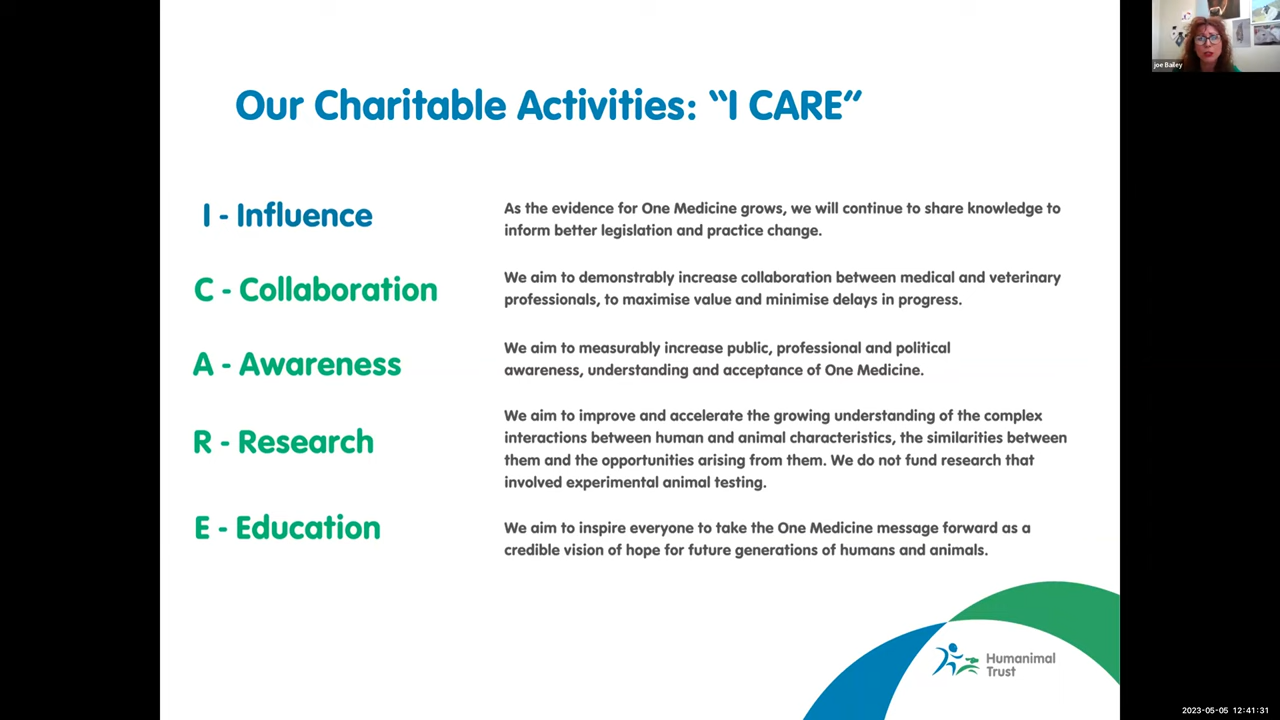 Our Charitable Activities: “I CARE”
I - Influence
As the evidence for One Medicine grows, we will continue to share knowledge to
inform better legislation and practice change.
C - Collaboration
We aim to demonstrably increase collaboration between medical and veterinary
professionals, to maximise value and minimise delays in progress.
A - Awareness
We aim to measurably increase public, professional and political
awareness, understanding and acceptance of One Medicine.
R - Research
We aim to improve and accelerate the growing understanding of the complex
interactions between human and animal characteristics, the similarities between
them and the opportunities arising from them. We do not fund research that
involved experimental animal testing.
E - Education
We aim to inspire everyone to take the One Medicine message forward as a
credible vision of hope for future generations of humans and animals.
Humanimal
Trust
joe Bailey
2023-05-05 12:41:31